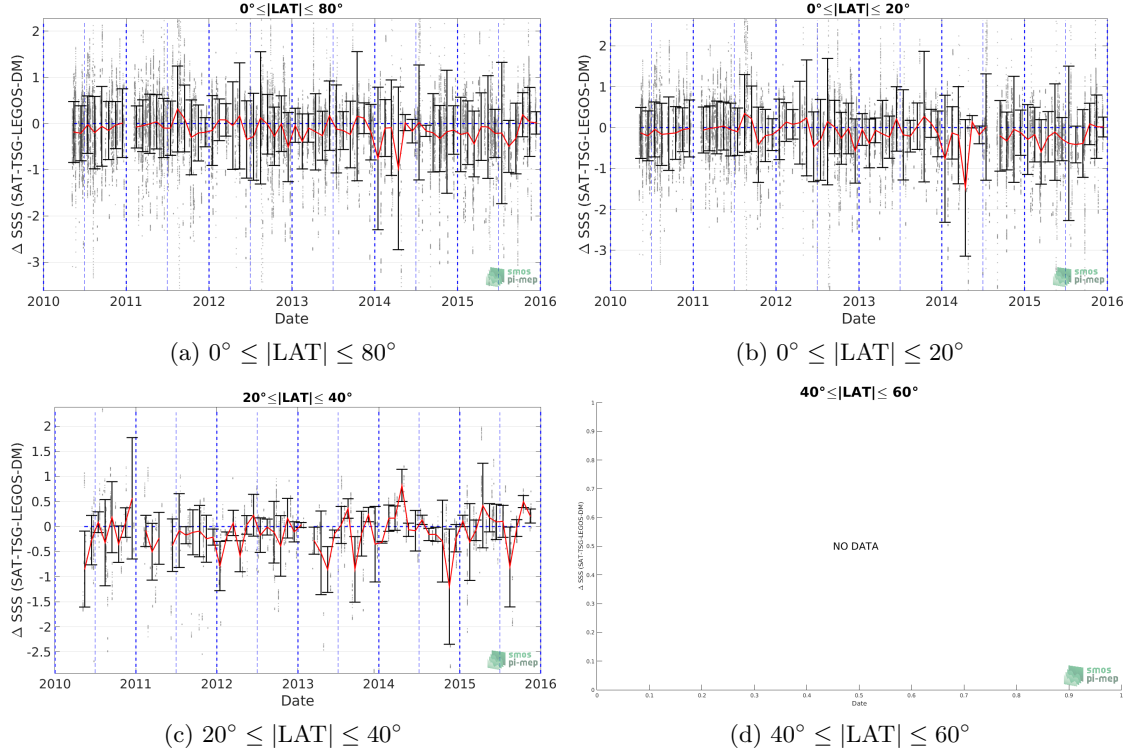 0°≤|LAT|≤ 80°
Δ SSS (SAT-TSG-LEGOS-DM)
2
1
0
-1
-2
-3
2010 2011 2012 2013 2014 2015 2016
Date
smos
pi-mep
(a) 0° ≤ |LAT| ≤ 80°
0°≤|LAT|≤ 20°
Δ SSS (SAT-TSG-LEGOS-DM)
2
1
0
-1
-2
-3
2010 2011 2012 2013 2014 2015 2016
Date
smos
pi-mep
(b) 0° ≤ |LAT| ≤ 20°
20°≤|LAT|≤ 40°
Δ SSS (SAT-TSG-LEGOS-DM)
2
1.5
1
0.5
0
-0.5
-1
-1.5
-2
-2.5
2010 2011 2012 2013 2014 2015 2016
Date
smos
pi-mep
(c) 20° ≤ |LAT| ≤ 40°
40°≤|LAT|≤ 60°
Δ SSS (SAT-TSG-LEGOS-DM)
1
0.9
0.8
0.7
0.6
0.5
0.4
0.3
0.2
0.1
0
NO DATA
0 0.1 0.2 0.3 0.4 0.5 0.6 0.7 0.8 0.9 1
Date
smos
pi-mep
(d) 40° ≤ |LAT| ≤ 60°